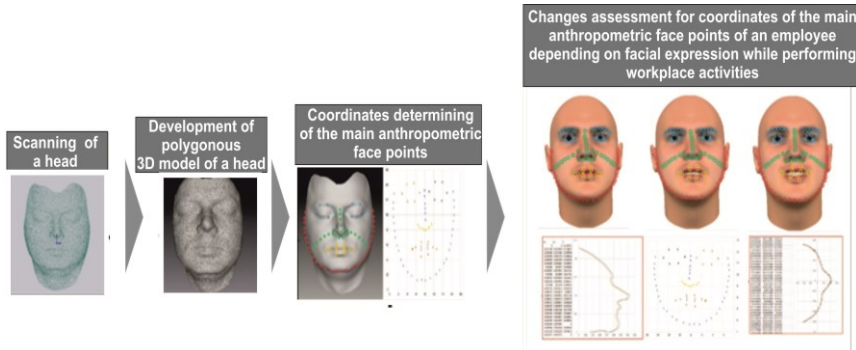 Scanning of
a head
Development of
polygonous
3D model of a head
Coordinates determining
of the main anthropometric
face points
Changes assessment for coordinates of the main
anthropometric face points of an employee
depending on facial expression while performing
workplace activities